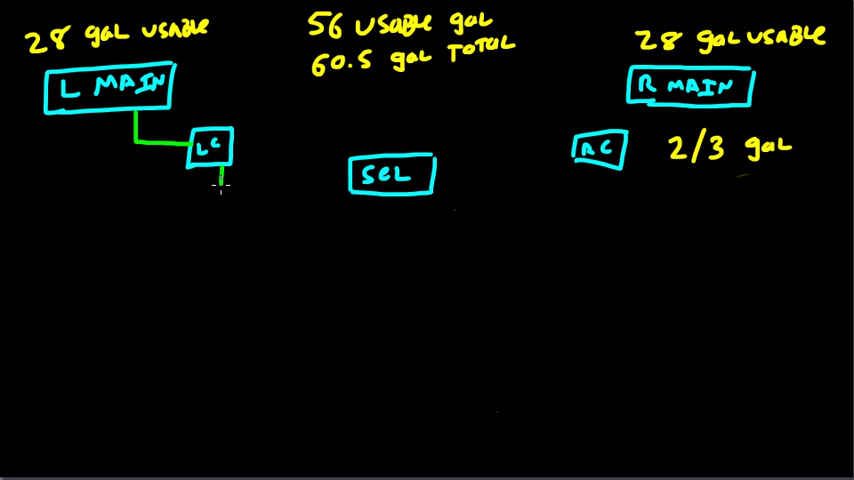 28 gal usable
56 usable gal
60.5 gal TOTAL
28 gal usable
L MAIN
R MAIN
LC
RC
2/3 gal
SEL